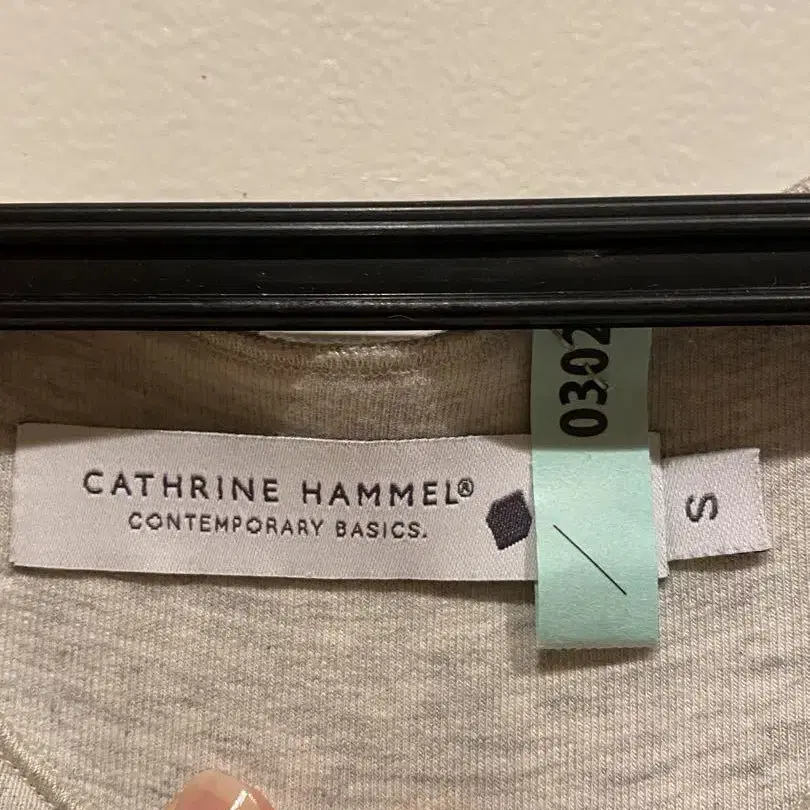 0302
CATHRINE HAMMEL®
CONTEMPORARY BASICS.
S